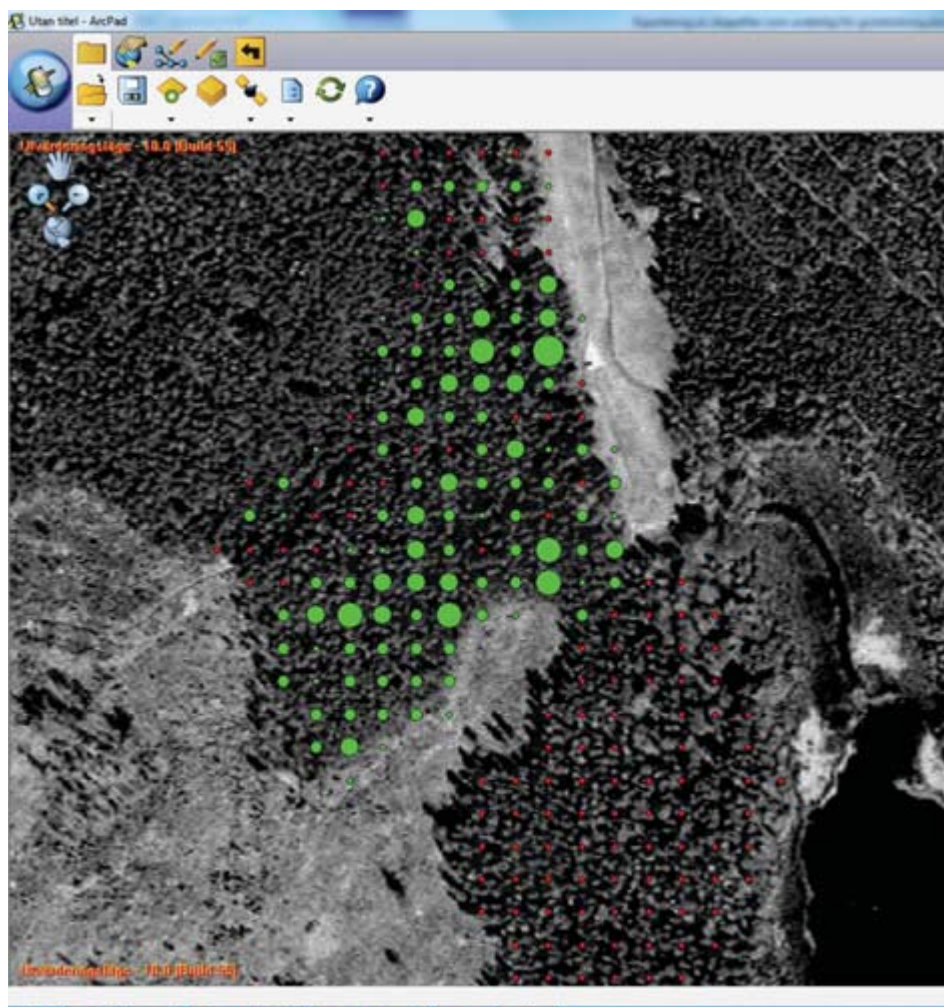 Utan titel - ArcPad
Utvärderingsläge - 10.0 (Build 55)
Utvärderingsläge - 10.0 (Build 55)